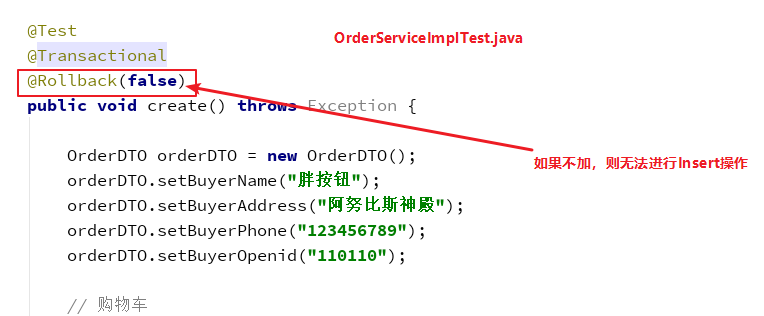 @Test
OrderServiceImplTest.java
@Transactional
@Rollback(false)
public void create() throws Exception {
如果不加，则无法进行Insert操作
OrderDTO orderDTO = new OrderDTO();
orderDTO.setBuyerName("胖按钮");
orderDTO.setBuyerAddress("阿努比斯神殿");
orderDTO.setBuyerPhone("123456789");
orderDTO.setBuyerOpenid("110110");
// 购物车